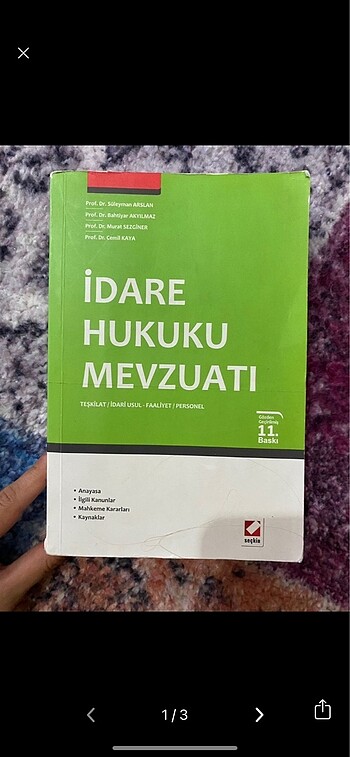 Prof. Dr. Süleyman ARSLAN
Prof. Dr. Bahtiyar AKYILMAZ
Prof. Dr. Murat SEZGİNER
Prof. Dr. Cemil KAYA
İDARE
HUKUKU
MEVZUATI
TEŞKİLAT / İDARİ USUL - FAALİYET / PERSONEL
Gözden
Geçirilmiş
11.
Baskı
• Anayasa
• İlgili Kanunlar
• Mahkeme Kararları
• Kaynaklar
seçkin
1 / 3